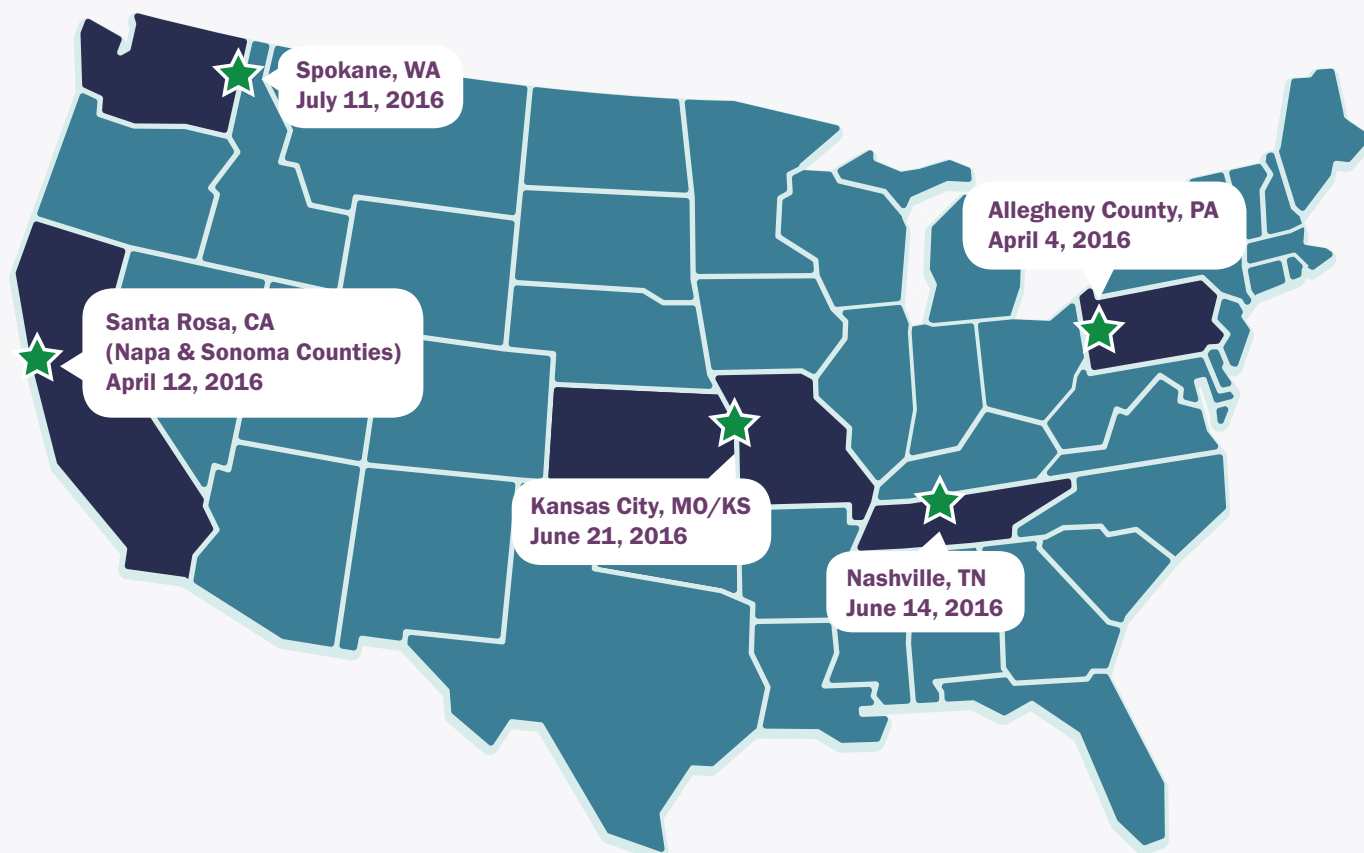 Spokane, WA
July 11, 2016
Allegheny County, PA
April 4, 2016
Santa Rosa, CA
(Napa & Sonoma Counties)
April 12, 2016
Kansas City, MO/KS
June 21, 2016
Nashville, TN
June 14, 2016